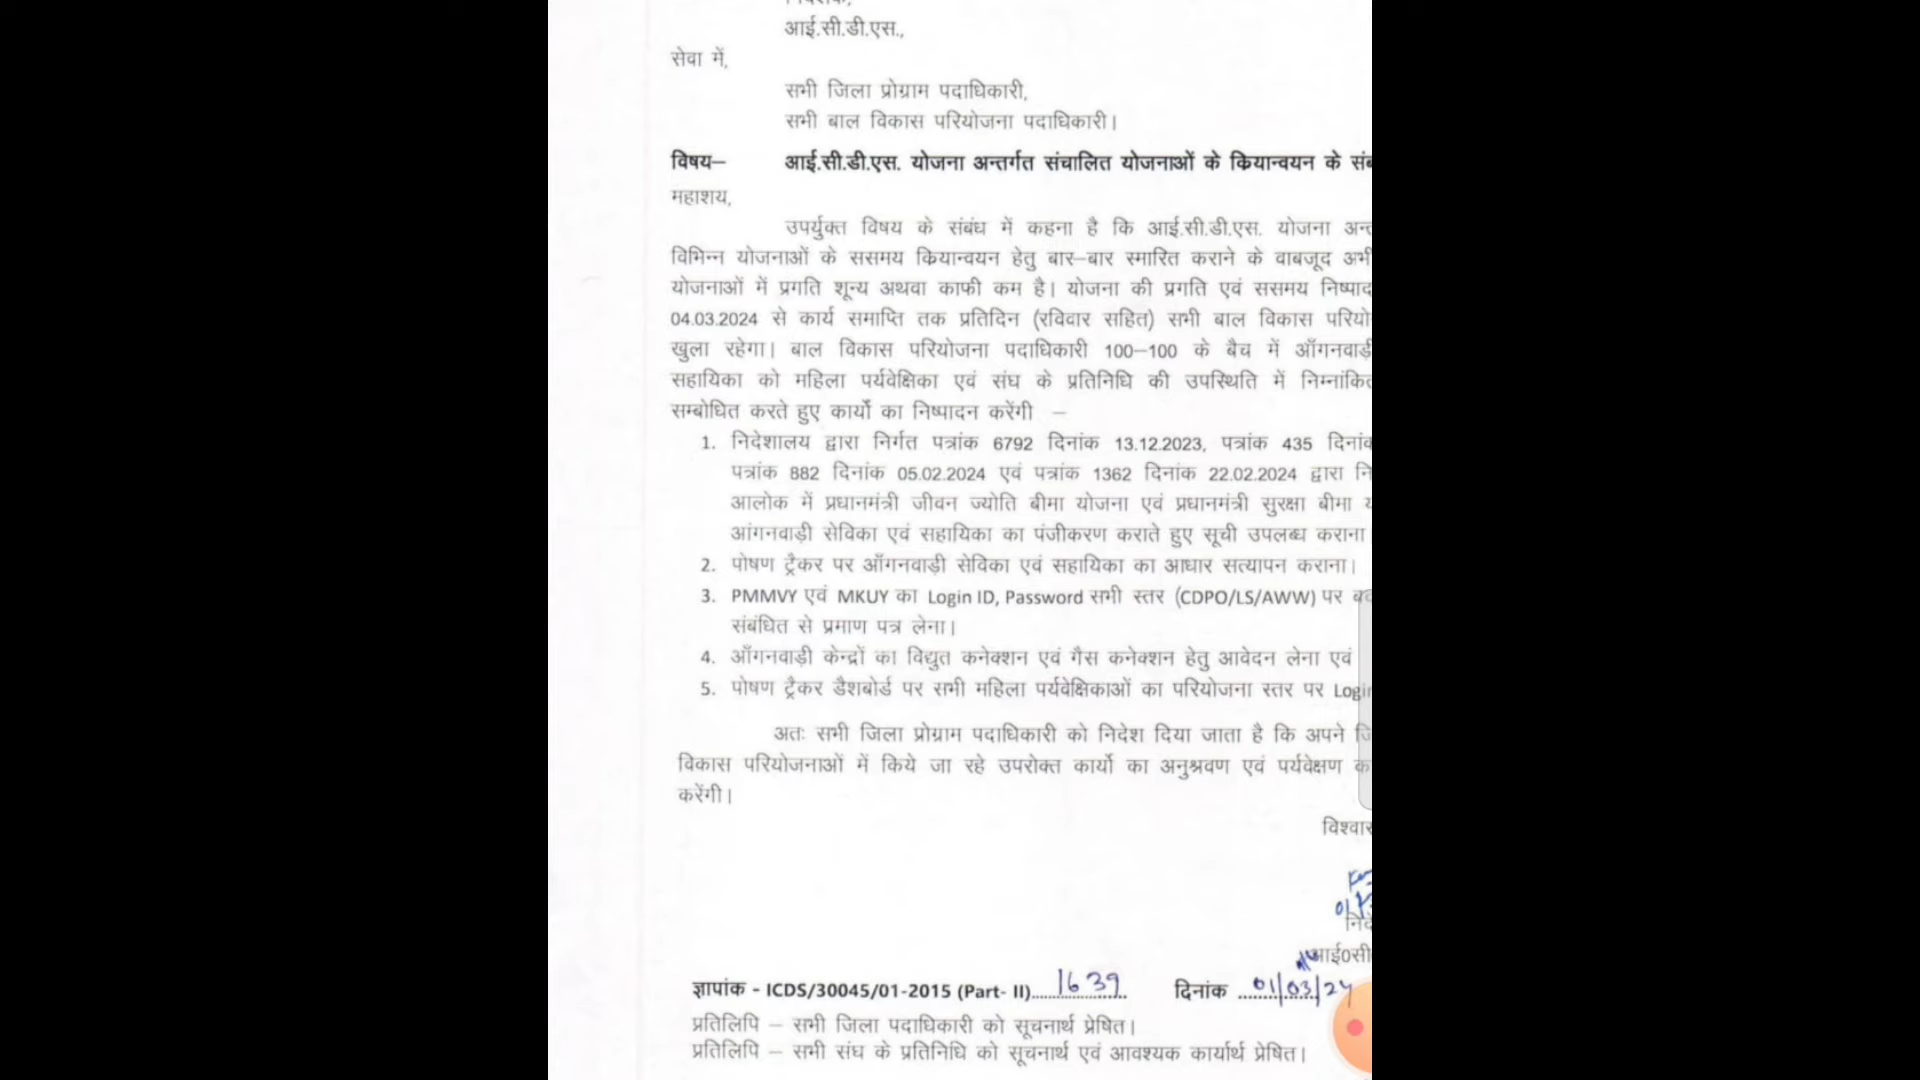 आई.सी.डी.एस.,
सेवा में,
सभी जिला प्रोग्राम पदाधिकारी,
सभी बाल विकास परियोजना पदाधिकारी।
विषय– आई.सी.डी.एस. योजना अन्तर्गत संचालित योजनाओं के कियान्वयन के
महाशय,
उपर्युक्त विषय के संबंध में कहना है कि आई.सी.डी.एस. योजना
विभिन्न योजनाओं के ससमय कियान्वयन हेतु बार–बार स्मारित कराने के वाबजूद
योजनाओं में प्रगति शून्य अथवा काफी कम है। योजना की प्रगति एवं ससमय
04.03.2024 से कार्य समाप्ति तक प्रतिदिन (रविवार सहित) सभी बाल विकास
खुला रहेगा। बाल विकास परियोजना पदाधिकारी 100–100 के बैच में
सहायिका को महिला पर्यवेक्षिका एवं संघ के प्रतिनिधि की उपस्थिति में
सम्बोधित करते हुए कार्यों का निष्पादन करेंगी –
1. निदेशालय द्वारा निर्गत पत्रांक 6792 दिनांक 13.12.2023, पत्रांक 435
पत्रांक 882 दिनांक 05.02.2024 एवं पत्रांक 1362 दिनांक 22.02.2024 द्वारा
आलोक में प्रधानमंत्री जीवन ज्योति बीमा योजना एवं प्रधानमंत्री सुरक्षा बीमा
आंगनवाड़ी सेविका एवं सहायिका का पंजीकरण कराते हुए सूची उपलब्ध कराना
2. पोषण ट्रैकर पर आँगनवाड़ी सेविका एवं सहायिका का आधार सत्यापन कराना।
3. PMMVY एवं MKUY का Login ID, Password सभी स्तर (CDPO/LS/AWW) पर
संबंधित से प्रमाण पत्र लेना।
4. आँगनवाड़ी केन्द्रों का विद्युत कनेक्शन एवं गैस कनेक्शन हेतु आवेदन लेना एवं
5. पोषण ट्रैकर डैशबोर्ड पर सभी महिला पर्यवेक्षिकाओं का परियोजना स्तर पर
अतः सभी जिला प्रोग्राम पदाधिकारी को निदेश दिया जाता है कि अपने
विकास परियोजनाओं में किये जा रहे उपरोक्त कार्यो का अनुश्रवण एवं पर्यवेक्षण
करेंगी।
ज्ञापांक - ICDS/30045/01-2015 (Part- II)....1639 दिनांक ....01/03/24
प्रतिलिपि – सभी जिला पदाधिकारी को सूचनार्थ प्रेषित।
प्रतिलिपि – सभी संघ के प्रतिनिधि को सूचनार्थ एवं आवश्यक कार्यार्थ प्रेषित।